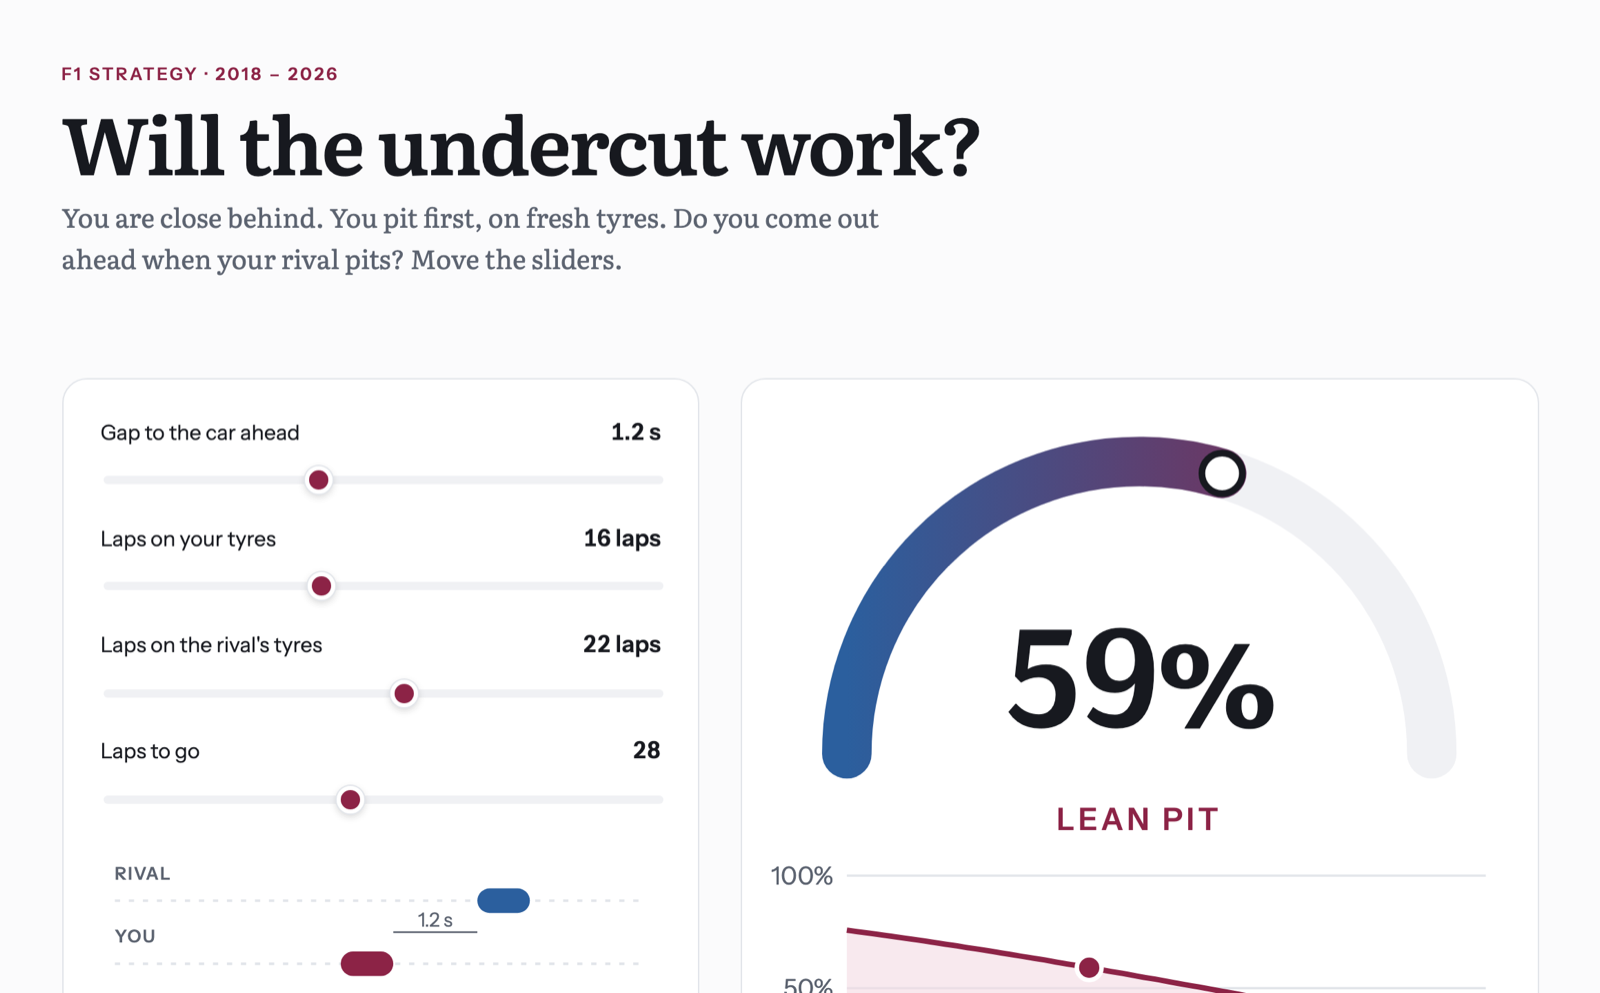 F1 STRATEGY · 2018 – 2026
Will the undercut work?
You are close behind. You pit first, on fresh tyres. Do you come out
ahead when your rival pits? Move the sliders.
Gap to the car ahead 1.2 s
Laps on your tyres 16 laps
Laps on the rival's tyres 22 laps
Laps to go 28
RIVAL
1.2 s
YOU
59%
LEAN PIT
100%
50%